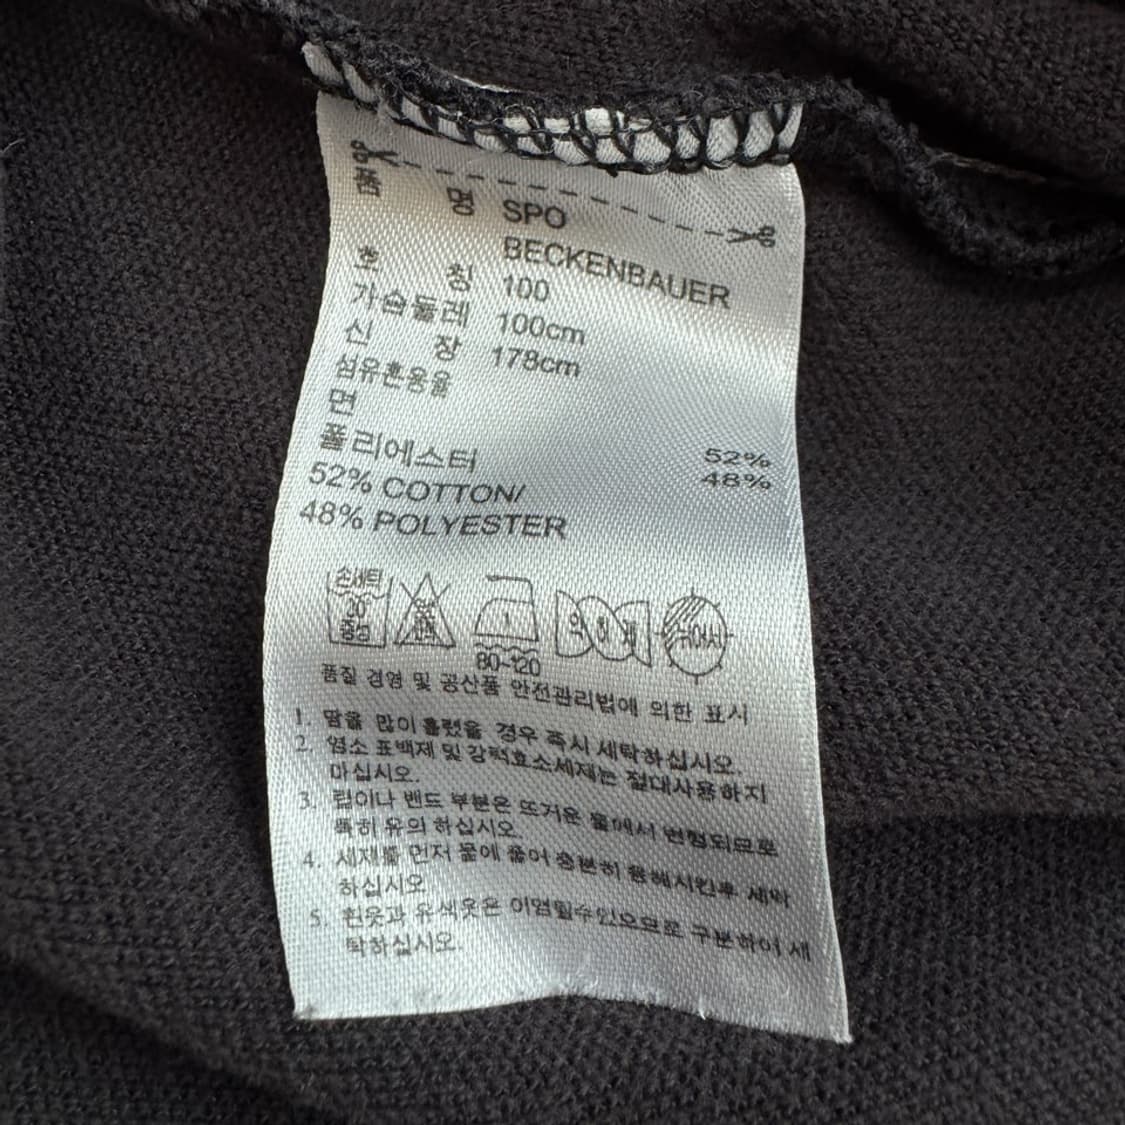 품 명 SPO
BECKENBAUER
호 칭 100
가슴둘레 100cm
신 장 178cm
섬유혼용율
면 52%
폴리에스터 48%
52% COTTON/
48% POLYESTER
손세탁
중성
80~120
품질 경영 및 공산품 안전관리법에 의한 표시
1. 땀을 많이 흘렸을 경우 즉시 세탁하십시오.
2. 염소 표백제 및 강력효소세제는 절대사용하지
마십시오.
3. 립이나 밴드 부분은 뜨거운 물에서 변형되므로
특히 유의 하십시오.
4. 세제를 먼저 물에 풀어 충분히 용해시킨후 세탁
하십시오
5. 흰옷과 유색옷은 이염될수있으므로 구분하여 세
탁하십시오.